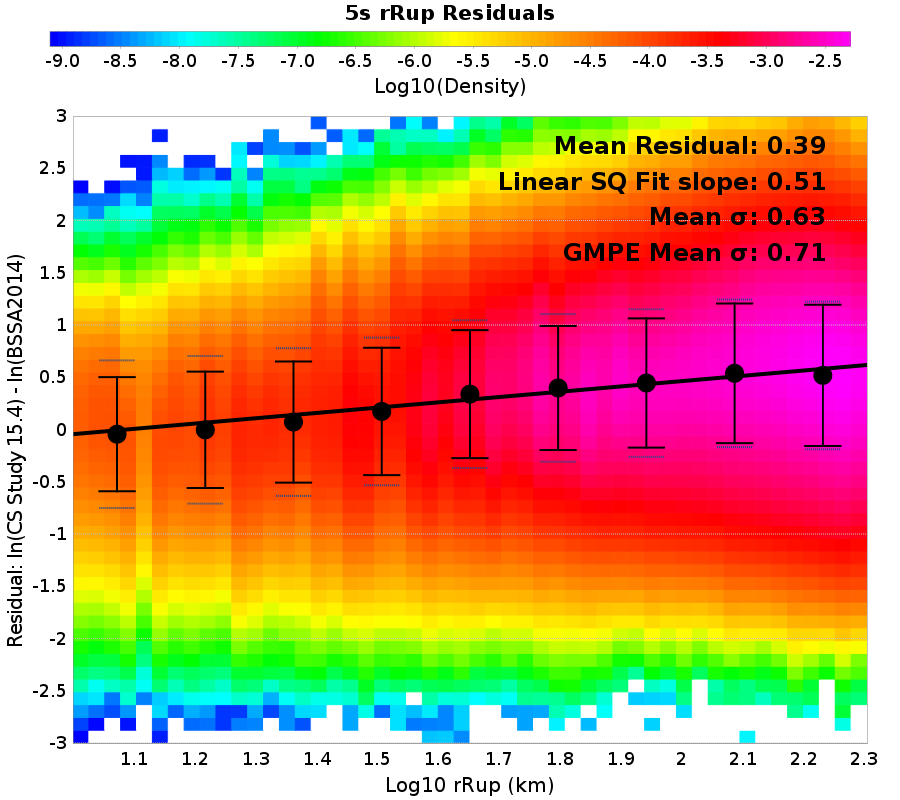 5s rRup Residuals
-9.0 -8.5 -8.0 -7.5 -7.0 -6.5 -6.0 -5.5 -5.0 -4.5 -4.0 -3.5 -3.0 -2.5
Log10(Density)
Mean Residual: 0.39
Linear SQ Fit slope: 0.51
Mean σ: 0.63
GMPE Mean σ: 0.71
Residual: ln(CS Study 15.4) - ln(BSSA2014)
3
2.5
2
1.5
1
0.5
0
-0.5
-1
-1.5
-2
-2.5
-3
1.1 1.2 1.3 1.4 1.5 1.6 1.7 1.8 1.9 2 2.1 2.2 2.3
Log10 rRup (km)